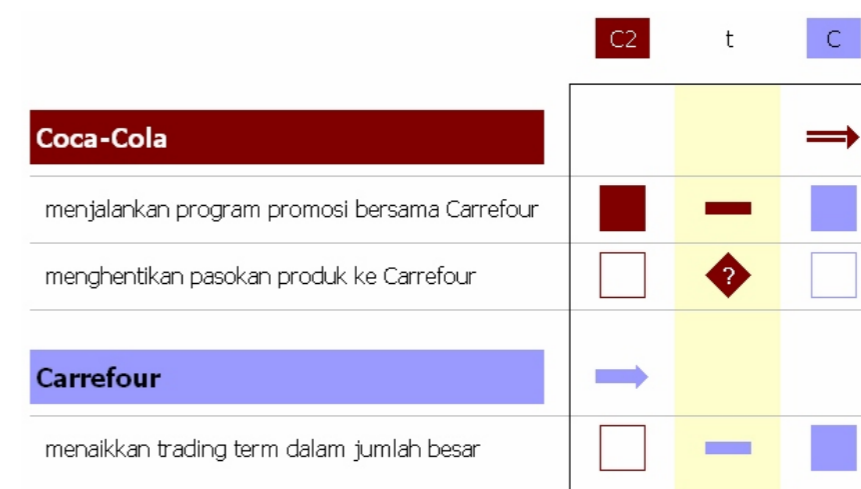 C2 t C
Coca-Cola
menjalankan program promosi bersama Carrefour
menghentikan pasokan produk ke Carrefour
?
Carrefour
menaikkan trading term dalam jumlah besar